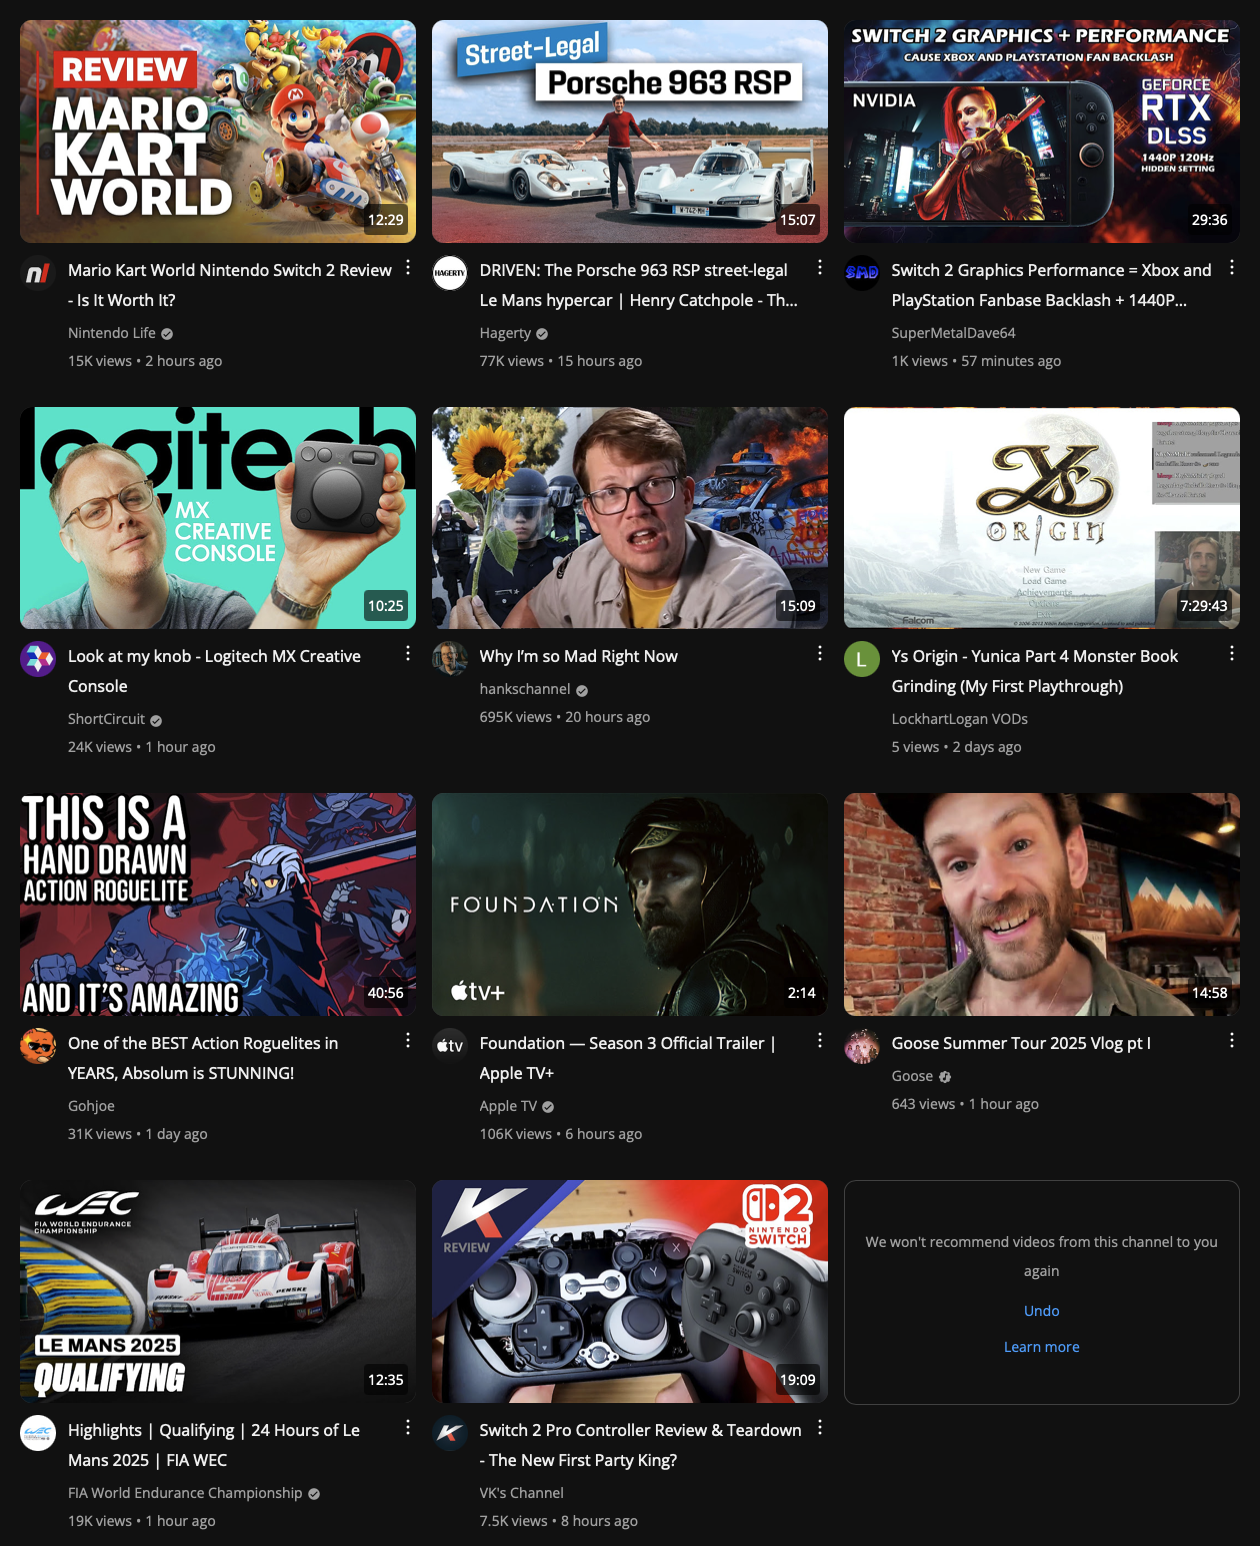 REVIEW
MARIO
KART
WORLD
12:29
Mario Kart World Nintendo Switch 2 Review
- Is It Worth It?
Nintendo Life
15K views • 2 hours ago
Street-Legal
Porsche 963 RSP
W 742 MH
15:07
HAGERTY
DRIVEN: The Porsche 963 RSP street-legal
Le Mans hypercar | Henry Catchpole - Th...
Hagerty
77K views • 15 hours ago
SWITCH 2 GRAPHICS + PERFORMANCE
CAUSE XBOX AND PLAYSTATION FAN BACKLASH
NVIDIA
GEFORCE
RTX
DLSS
1440P 120Hz
HIDDEN SETTING
29:36
SMD
Switch 2 Graphics Performance = Xbox and
PlayStation Fanbase Backlash + 1440P...
SuperMetalDave64
1K views • 57 minutes ago
logitech
MX
CREATIVE
CONSOLE
10:25
Look at my knob - Logitech MX Creative
Console
ShortCircuit
24K views • 1 hour ago
15:09
Why I'm so Mad Right Now
hankschannel
695K views • 20 hours ago
Ys
ORIGIN
New Game
Load Game
Achievements
Options
Falcom
7:29:43
L
Ys Origin - Yunica Part 4 Monster Book
Grinding (My First Playthrough)
LockhartLogan VODs
5 views • 2 days ago
THIS IS A
HAND DRAWN
ACTION ROGUELITE
AND IT'S AMAZING
40:56
One of the BEST Action Roguelites in
YEARS, Absolum is STUNNING!
Gohjoe
31K views • 1 day ago
FOUNDATION
tv+
2:14
tv
Foundation — Season 3 Official Trailer |
Apple TV+
Apple TV
106K views • 6 hours ago
14:58
Goose Summer Tour 2025 Vlog pt I
Goose
643 views • 1 hour ago
WEC
FIA WORLD ENDURANCE
CHAMPIONSHIP
PENSKE
LE MANS 2025
QUALIFYING
12:35
WEC
Highlights | Qualifying | 24 Hours of Le
Mans 2025 | FIA WEC
FIA World Endurance Championship
19K views • 1 hour ago
K
REVIEW
2
NINTENDO
SWITCH
X
Y
19:09
K
Switch 2 Pro Controller Review & Teardown
- The New First Party King?
VK's Channel
7.5K views • 8 hours ago
We won't recommend videos from this channel to you
again
Undo
Learn more